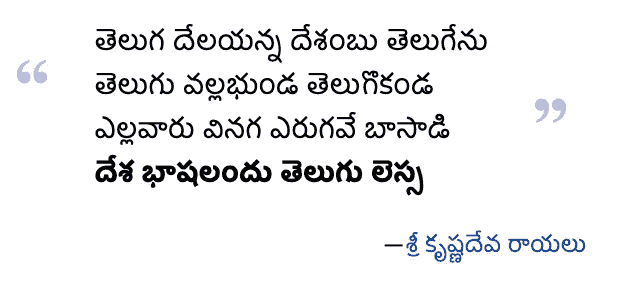 “
తెలుగ దేలయన్న దేశంబు తెలుగేను
తెలుగు వల్లభుండ తెలుగొకండ
ఎల్లవారు వినగ ఎరుగవే బాసాడి
దేశ భాషలందు తెలుగు లెస్స
”
—శ్రీ కృష్ణదేవ రాయలు